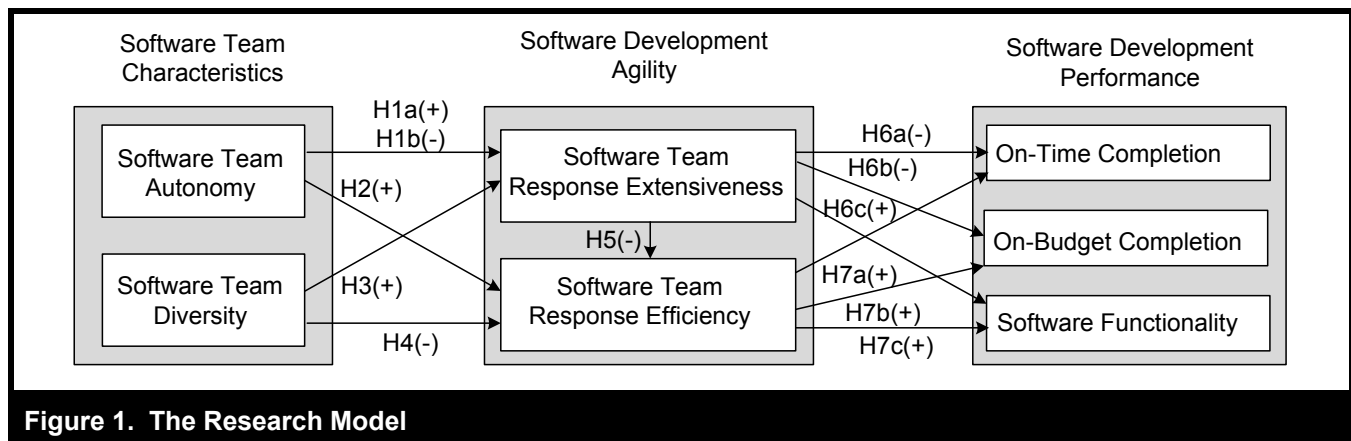 Software Team
Characteristics
Software Development
Agility
Software Development
Performance
Software Team
Autonomy
Software Team
Diversity
H1a(+)
H1b(-)
H2(+)
H3(+)
H4(-)
Software Team
Response Extensiveness
H5(-)
Software Team
Response Efficiency
H6a(-)
H6b(-)
H6c(+)
H7a(+)
H7b(+)
H7c(+)
On-Time Completion
On-Budget Completion
Software Functionality
Figure 1. The Research Model